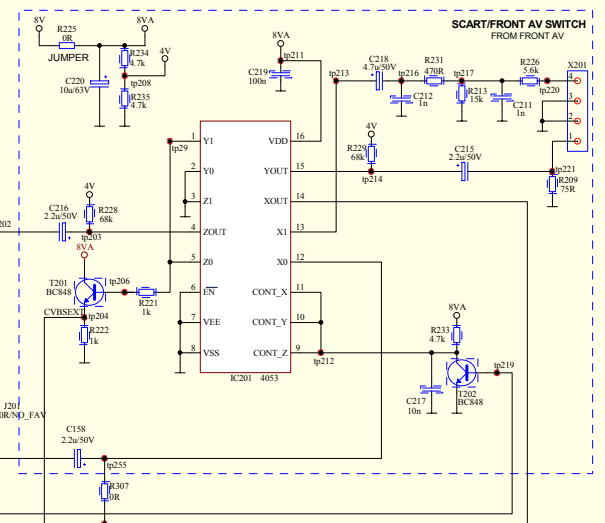 SCART/FRONT AV SWITCH
FROM FRONT AV
8V
R225
0R
JUMPER
8VA
R234
4.7k
4V
tp208
C220
10u/63V
R235
4.7k
8VA
tp211
C219
100n
tp213
C218
4.7u/50V
tp216
R231
470R
tp217
R226
5.6k
tp220
X201
4
3
2
1
C212
1n
R213
15k
C211
1n
4V
R229
68k
tp214
C215
2.2u/50V
tp221
R209
75R
tp29
1 Y1 VDD 16
2 Y0 YOUT 15
3 Z1 XOUT 14
4 ZOUT X1 13
5 Z0 X0 12
6 EN CONT_X 11
7 VEE CONT_Y 10
8 VSS CONT_Z 9
IC201 4053
tp212
202
C216
2.2u/50V
4V
R228
68k
tp203
8VA
T201
BC848
tp206
R221
1k
CVBSEXT
tp204
R222
1k
8VA
R233
4.7k
tp219
T202
BC848
C217
10n
J201
0R/NO_FAV
C158
2.2u/50V
tp255
R307
0R